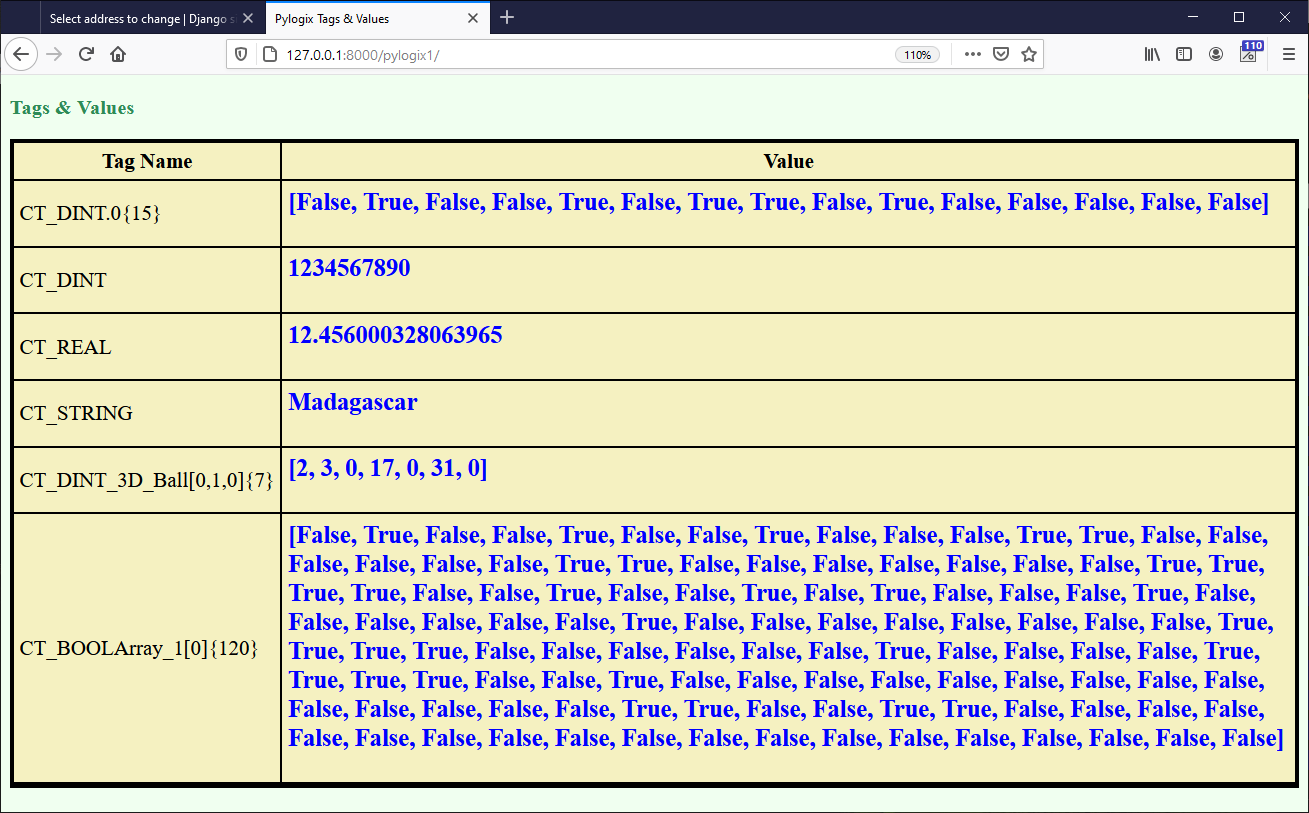 Select address to change | Django s
Pylogix Tags & Values
127.0.0.1:8000/pylogix1/
110%
110
Tags & Values
Tag Name Value
CT_DINT.0{15} [False, True, False, False, True, False, True, True, False, True, False, False, False, False, False]
CT_DINT 1234567890
CT_REAL 12.456000328063965
CT_STRING Madagascar
CT_DINT_3D_Ball[0,1,0]{7} [2, 3, 0, 17, 0, 31, 0]
CT_BOOLArray_1[0]{120}
[False, True, False, False, True, False, False, True, False, False, False, True, True, False, False,
False, False, False, False, True, True, False, False, False, False, False, False, False, True, True,
True, True, False, False, True, False, False, True, False, True, False, False, False, True, False,
False, False, False, False, False, True, False, False, False, False, False, False, False, False, True,
True, True, True, False, False, False, False, False, False, True, False, False, False, False, True,
True, True, True, False, False, True, False, False, False, False, False, False, False, False, False,
False, False, False, False, False, True, True, False, False, True, True, False, False, False, False,
False, False, False, False, False, False, False, False, False, False, False, False, False, False, False]